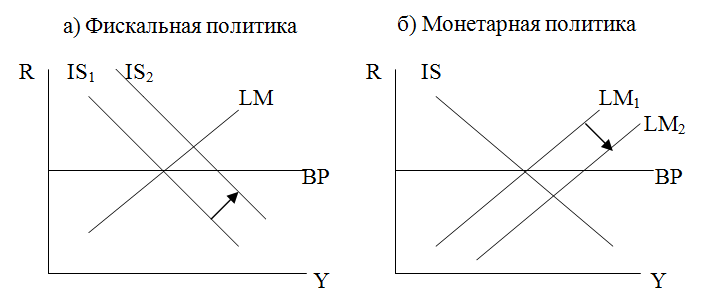 а) Фискальная политика
б) Монетарная политика
R IS₁ IS₂
LM
BP
Y
R IS
LM₁
LM₂
BP
Y